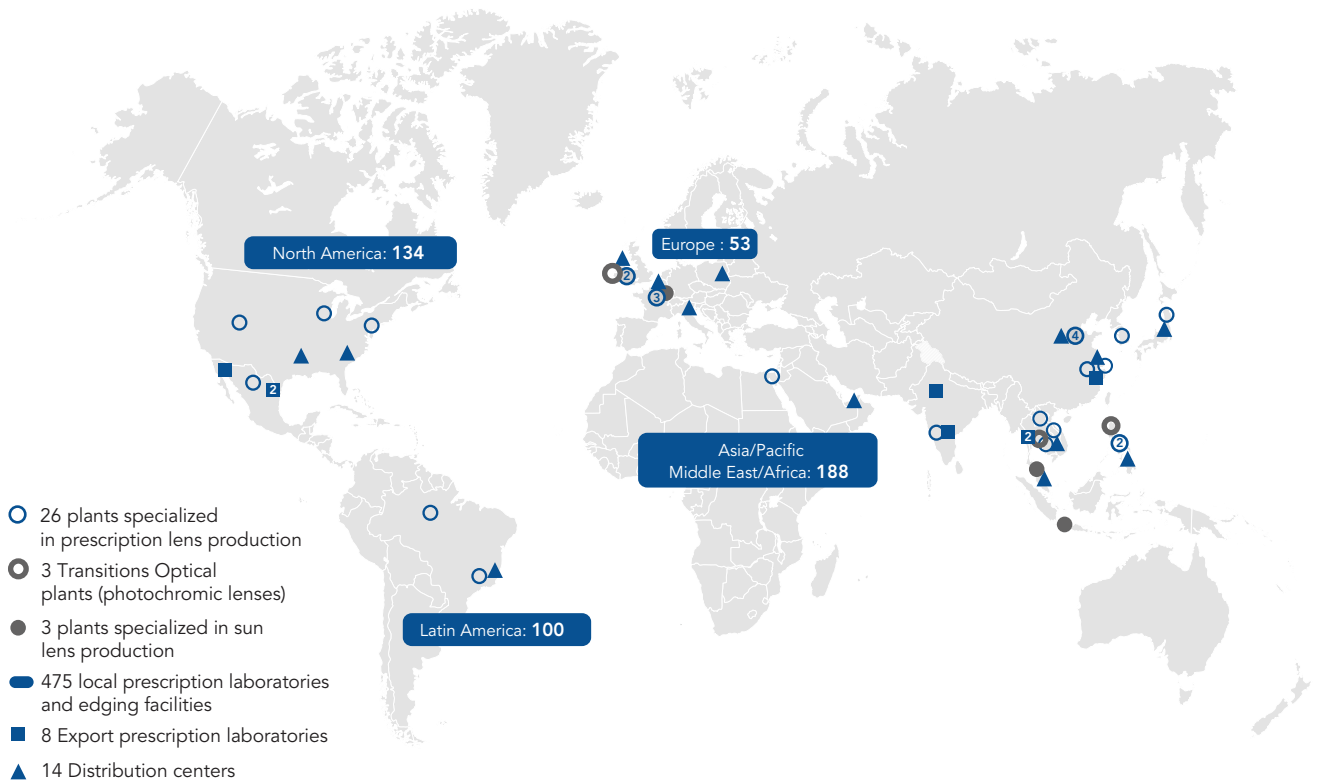 North America: 134
Europe : 53
2
3
4
2
2
2
Asia/Pacific
Middle East/Africa: 188
Latin America: 100
26 plants specialized
in prescription lens production
3 Transitions Optical
plants (photochromic lenses)
3 plants specialized in sun
lens production
475 local prescription laboratories
and edging facilities
8 Export prescription laboratories
14 Distribution centers